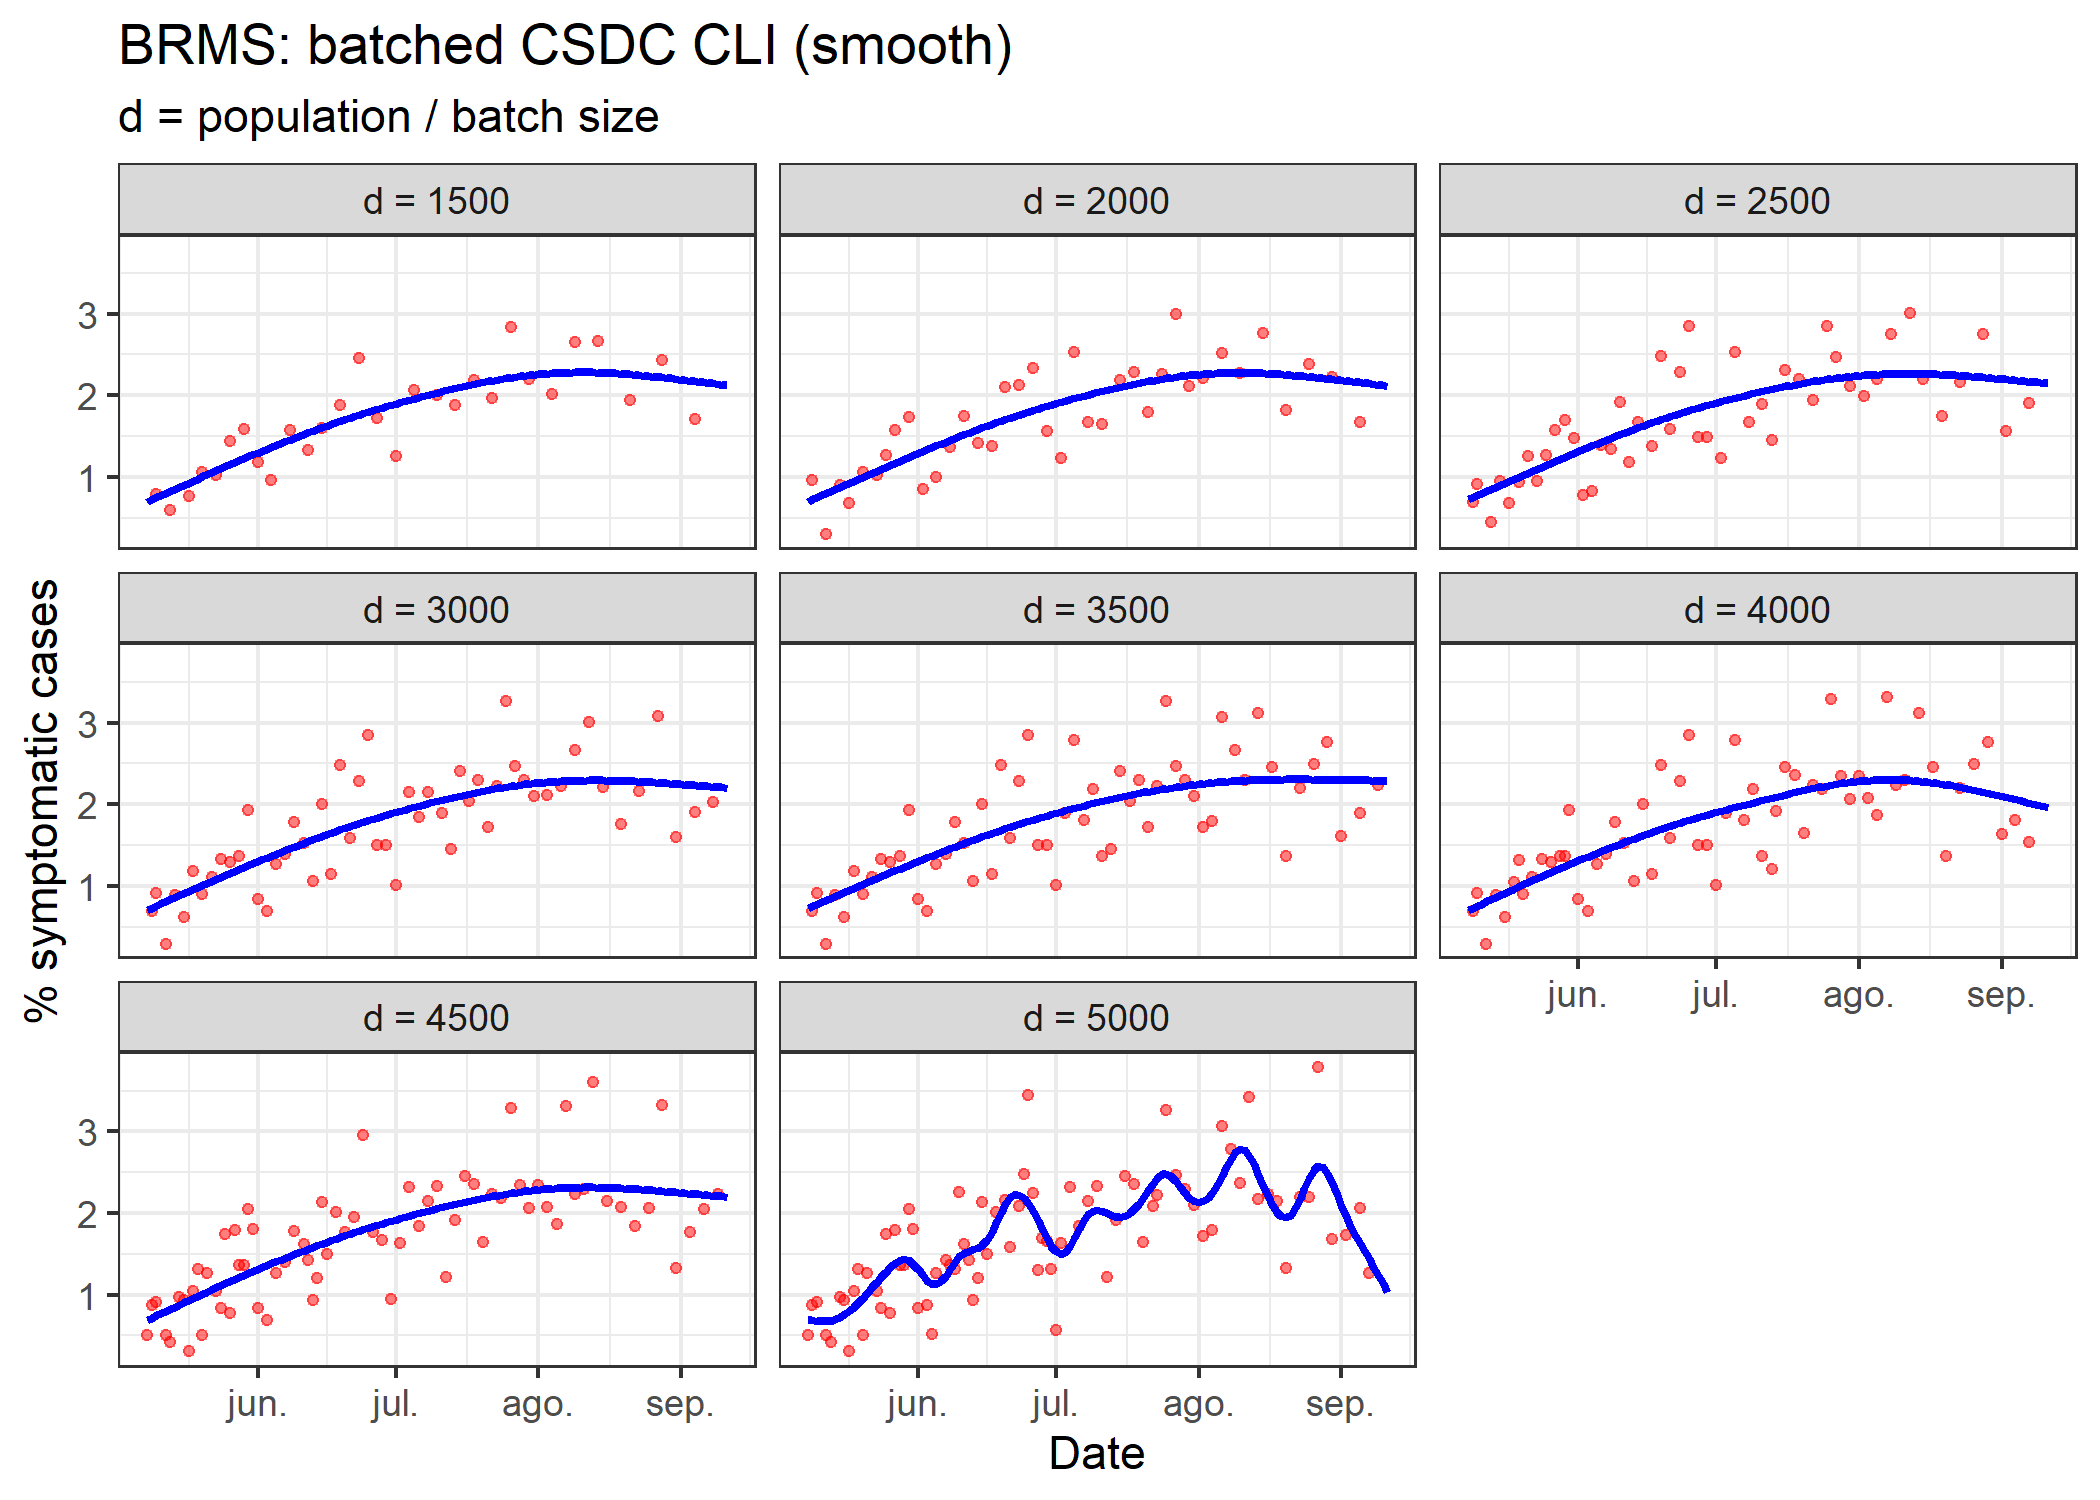 BRMS: batched CSDC CLI (smooth)
d = population / batch size
d = 1500
d = 2000
d = 2500
3
2
1
d = 3000
d = 3500
d = 4000
3
2
1
% symptomatic cases
jun.
jul.
ago.
sep.
d = 4500
d = 5000
3
2
1
jun.
jul.
ago.
sep.
jun.
jul.
ago.
sep.
Date